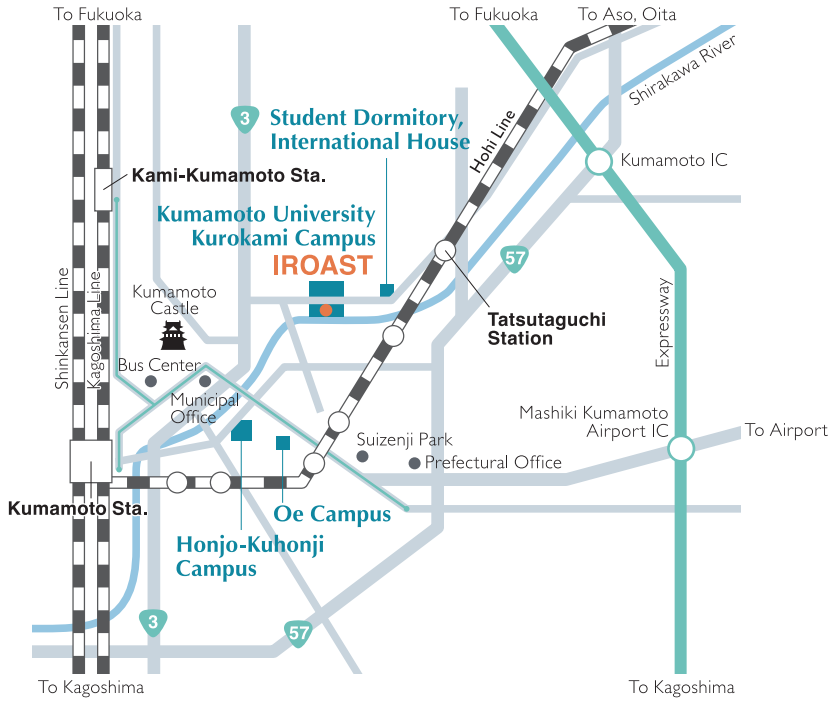 To Fukuoka
To Fukuoka
To Aso, Oita
Shirakawa River
3
Student Dormitory,
International House
Hohi Line
Kumamoto IC
Kami-Kumamoto Sta.
Kumamoto University
Kurokami Campus
IROAST
57
Shinkansen Line
Kagoshima Line
Kumamoto
Castle
Tatsutaguchi
Station
Expressway
Bus Center
Municipal
Office
Mashiki Kumamoto
Airport IC
To Airport
Suizenji Park
Prefectural Office
Kumamoto Sta.
Oe Campus
Honjo-Kuhonji
Campus
3
57
To Kagoshima
To Kagoshima